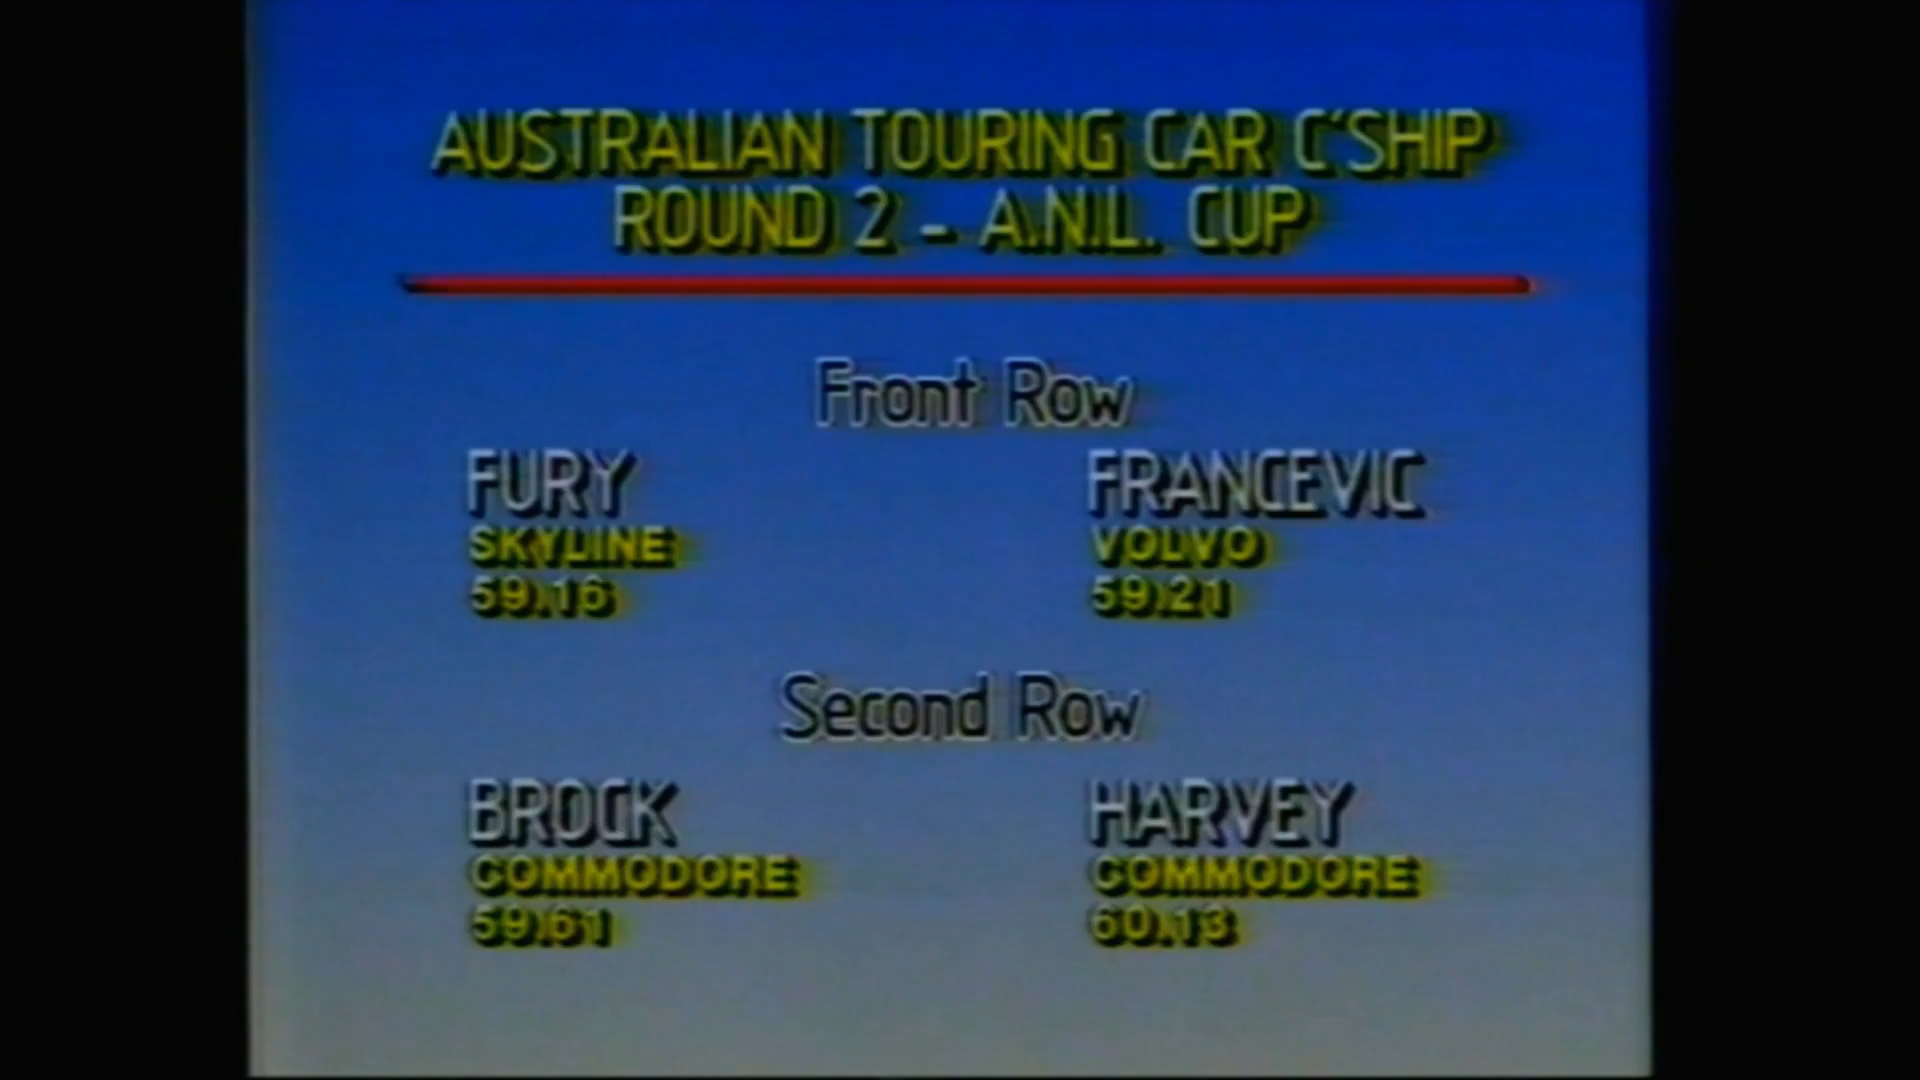 AUSTRALIAN TOURING CAR C'SHIP
ROUND 2 - A.N.L. CUP
Front Row
FURY FRANCEVIC
SKYLINE VOLVO
59.16 59.21
Second Row
BROCK HARVEY
COMMODORE COMMODORE
59.61 60.13